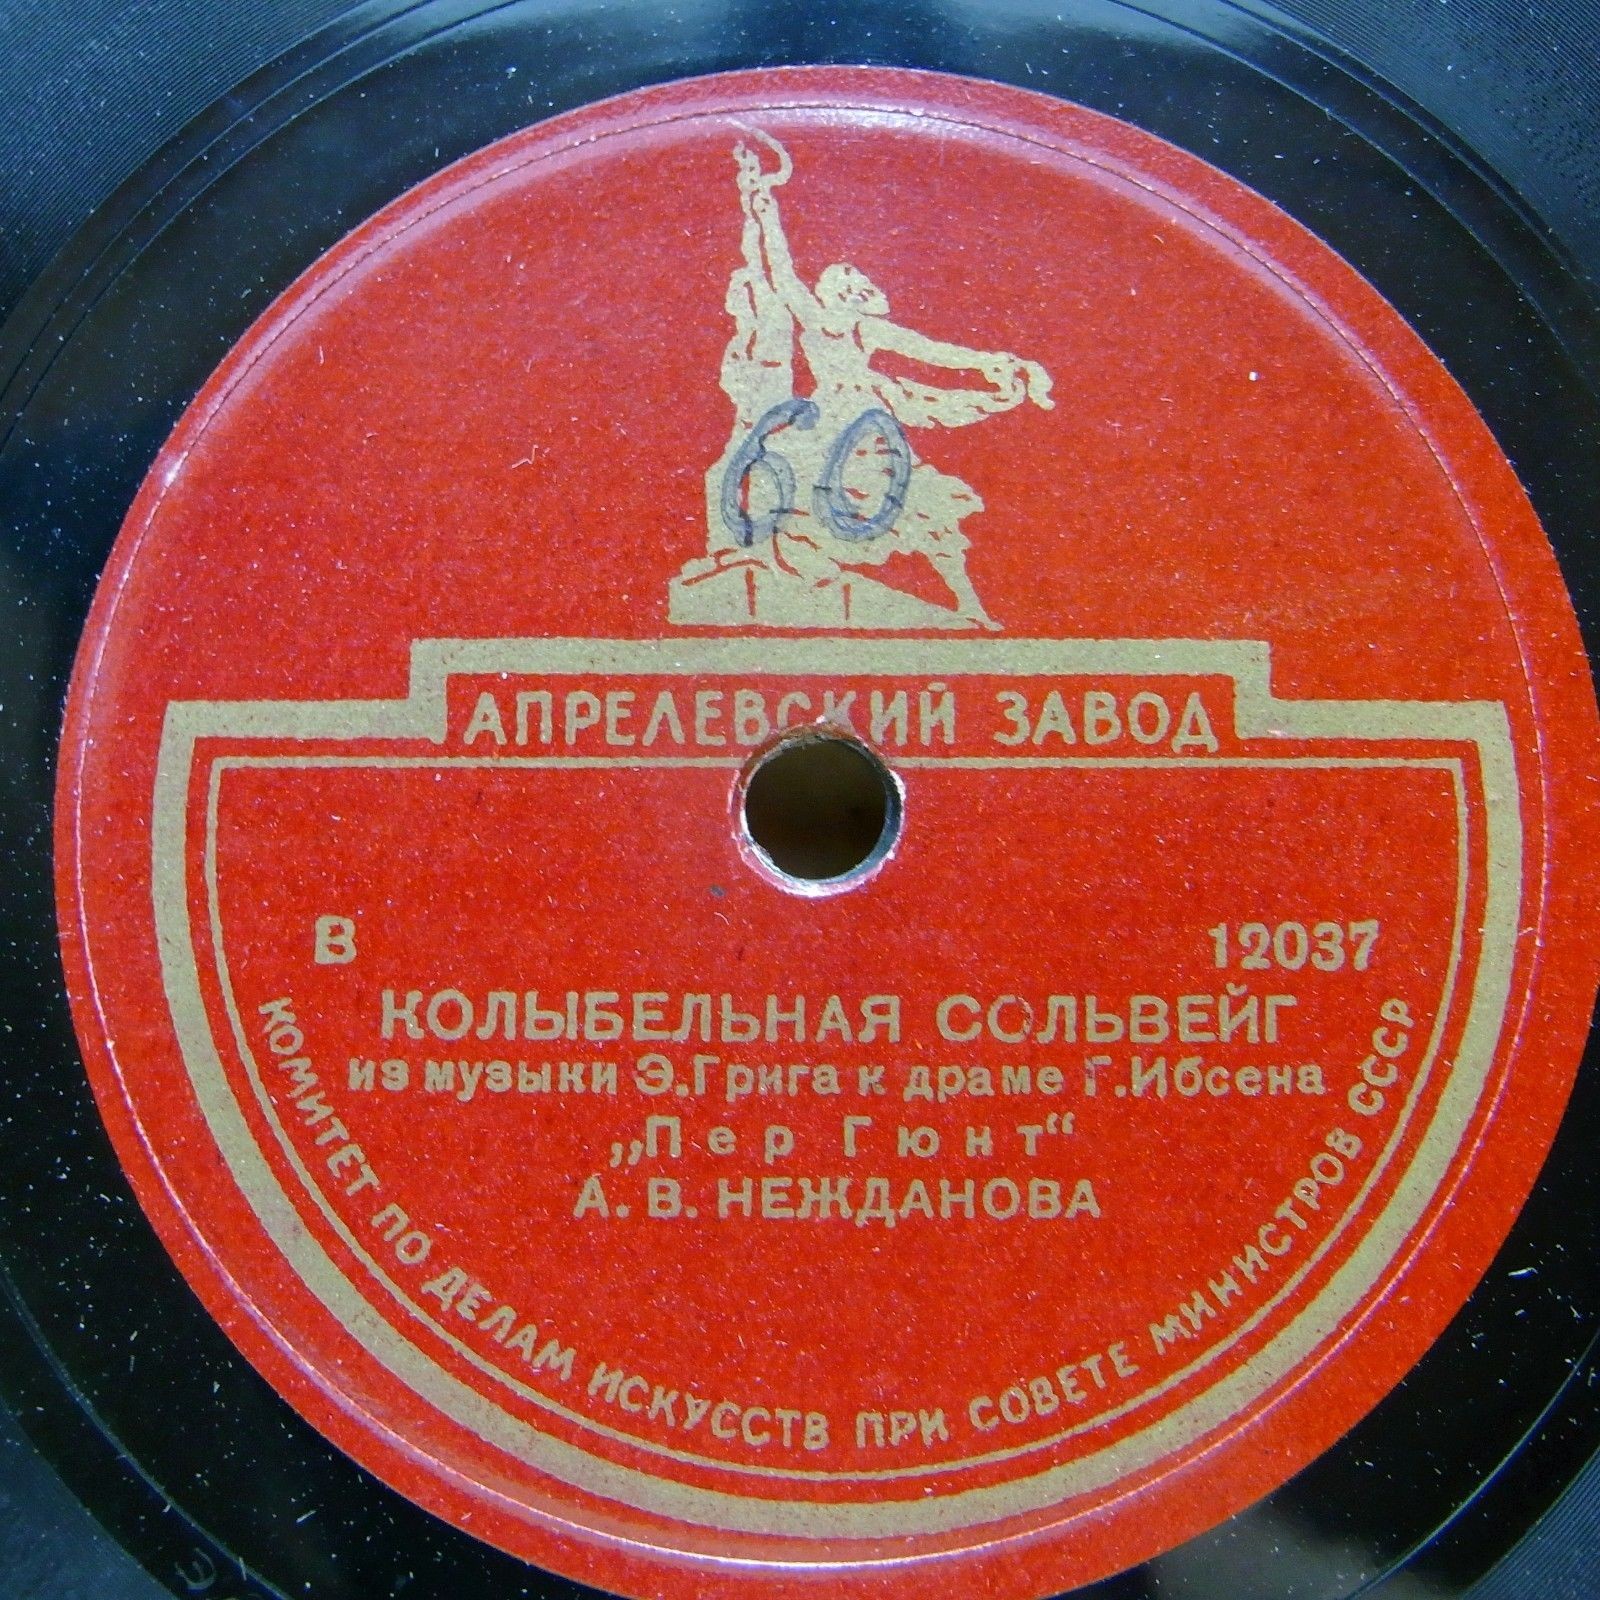 60
АПРЕЛЕВСКИЙ ЗАВОД
В 12037
КОЛЫБЕЛЬНАЯ СОЛЬВЕЙГ
из музыки Э.Грига к драме Г.Ибсена
„Пер Гюнт“
А. В. НЕЖДАНОВА
КОМИТЕТ ПО ДЕЛАМ ИСКУССТВ ПРИ СОВЕТЕ МИНИСТРОВ СССР